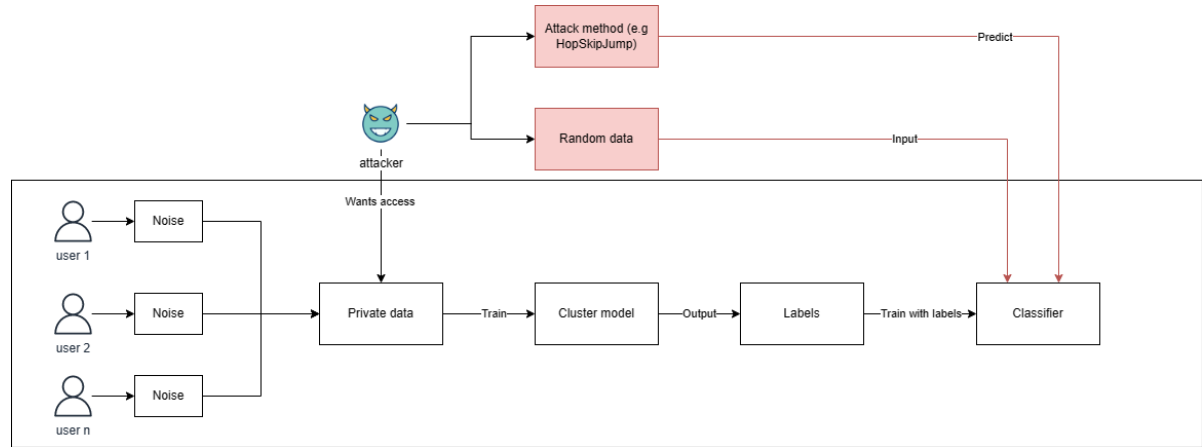 Attack method (e.g
HopSkipJump)
Predict
Random data
Input
attacker
Wants access
user 1
Noise
user 2
Noise
Private data
Train
Cluster model
Output
Labels
Train with labels
Classifier
user n
Noise